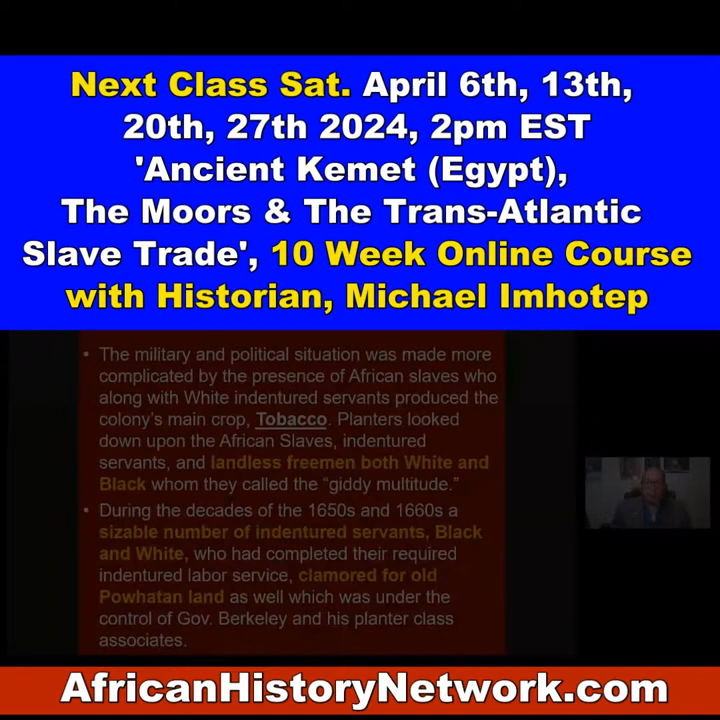 Next Class Sat. April 6th, 13th,
20th, 27th 2024, 2pm EST
'Ancient Kemet (Egypt),
The Moors & The Trans-Atlantic
Slave Trade', 10 Week Online Course
with Historian, Michael Imhotep
• The military and political situation was made more
complicated by the presence of African slaves who
along with White indentured servants produced the
colony's main crop, Tobacco. Planters looked
down upon the African Slaves, indentured
servants, and landless freemen both White and
Black whom they called the “giddy multitude.”
• During the decades of the 1650s and 1660s a
sizable number of indentured servants, Black
and White, who had completed their required
indentured labor service, clamored for old
Powhatan land as well which was under the
control of Gov. Berkeley and his planter class
associates.
AfricanHistoryNetwork.com